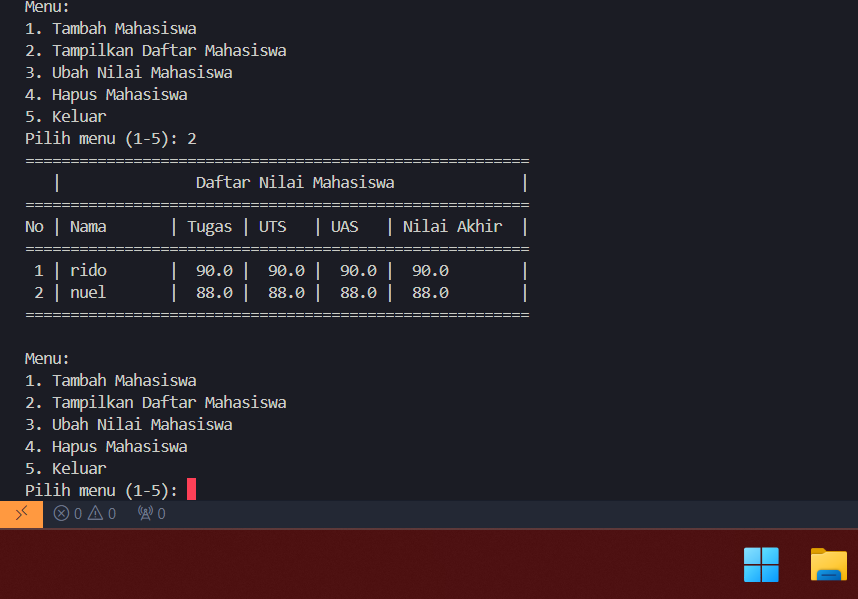 Menu:
1. Tambah Mahasiswa
2. Tampilkan Daftar Mahasiswa
3. Ubah Nilai Mahasiswa
4. Hapus Mahasiswa
5. Keluar
Pilih menu (1-5): 2
========================================================
   |               Daftar Nilai Mahasiswa              |
========================================================
No | Nama       | Tugas | UTS   | UAS   | Nilai Akhir  |
========================================================
 1 | rido       |  90.0 |  90.0 |  90.0 |  90.0        |
 2 | nuel       |  88.0 |  88.0 |  88.0 |  88.0        |
========================================================
Menu:
1. Tambah Mahasiswa
2. Tampilkan Daftar Mahasiswa
3. Ubah Nilai Mahasiswa
4. Hapus Mahasiswa
5. Keluar
Pilih menu (1-5):
0 0 0